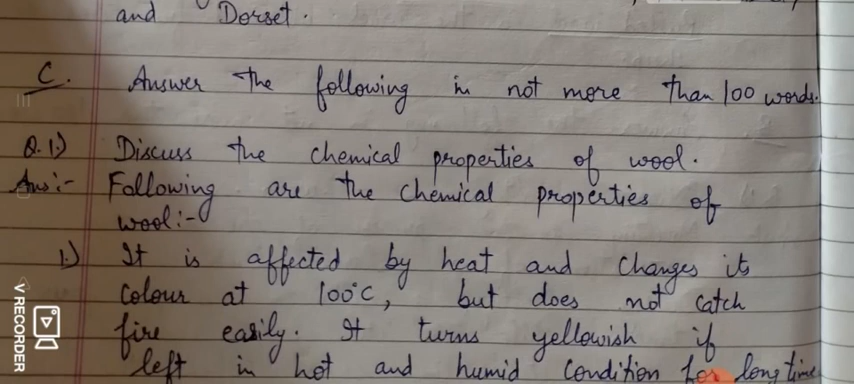 and Dorset.
C. Answer the following in not more than 100 words.
Q.1) Discuss the chemical properties of wool.
Ans:- Following are the chemical properties of
wool:-
1.) It is affected by heat and changes its
colour at 100°C, but does not catch
fire easily. It turns yellowish if
left in hot and humid condition for long time
V RECORDER